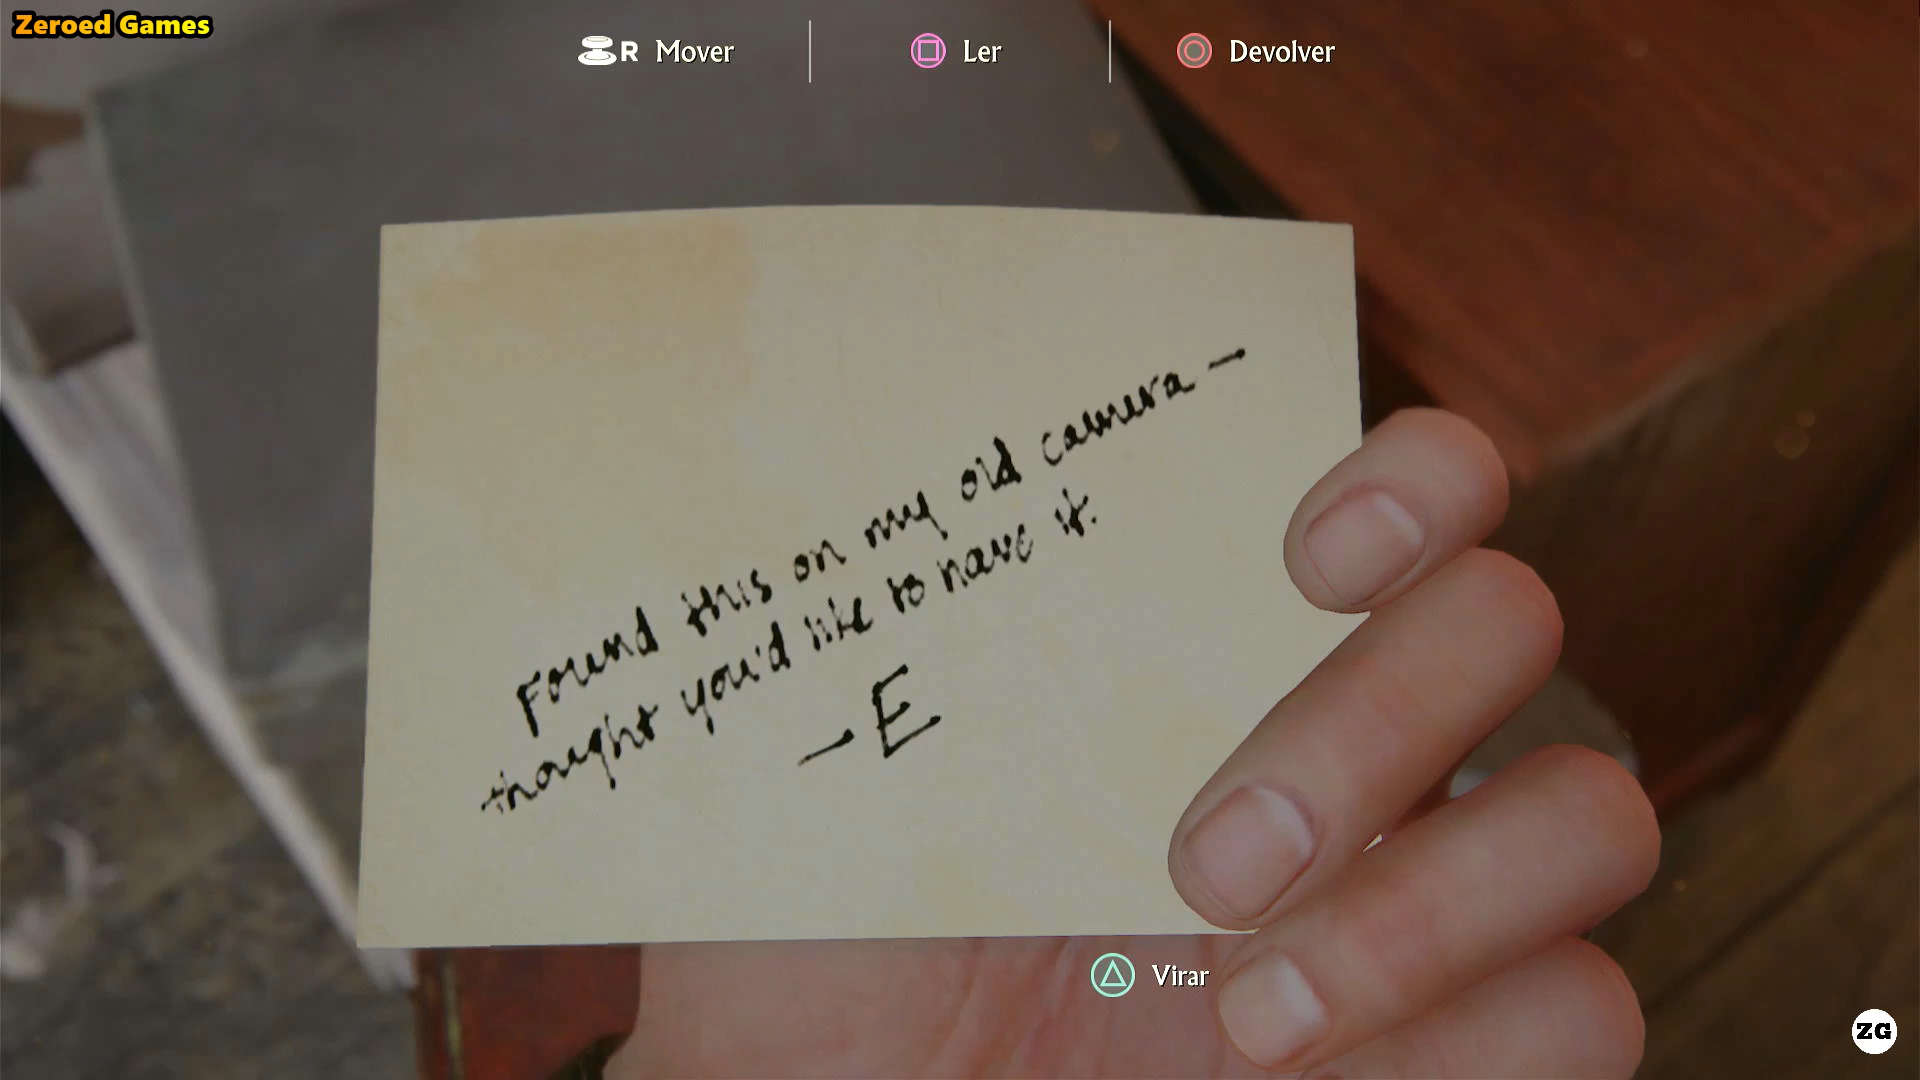 Zeroed Games
R Mover
Ler
Devolver
Found this on my old camera —
thought you'd like to have it.
— E
Virar
ZG